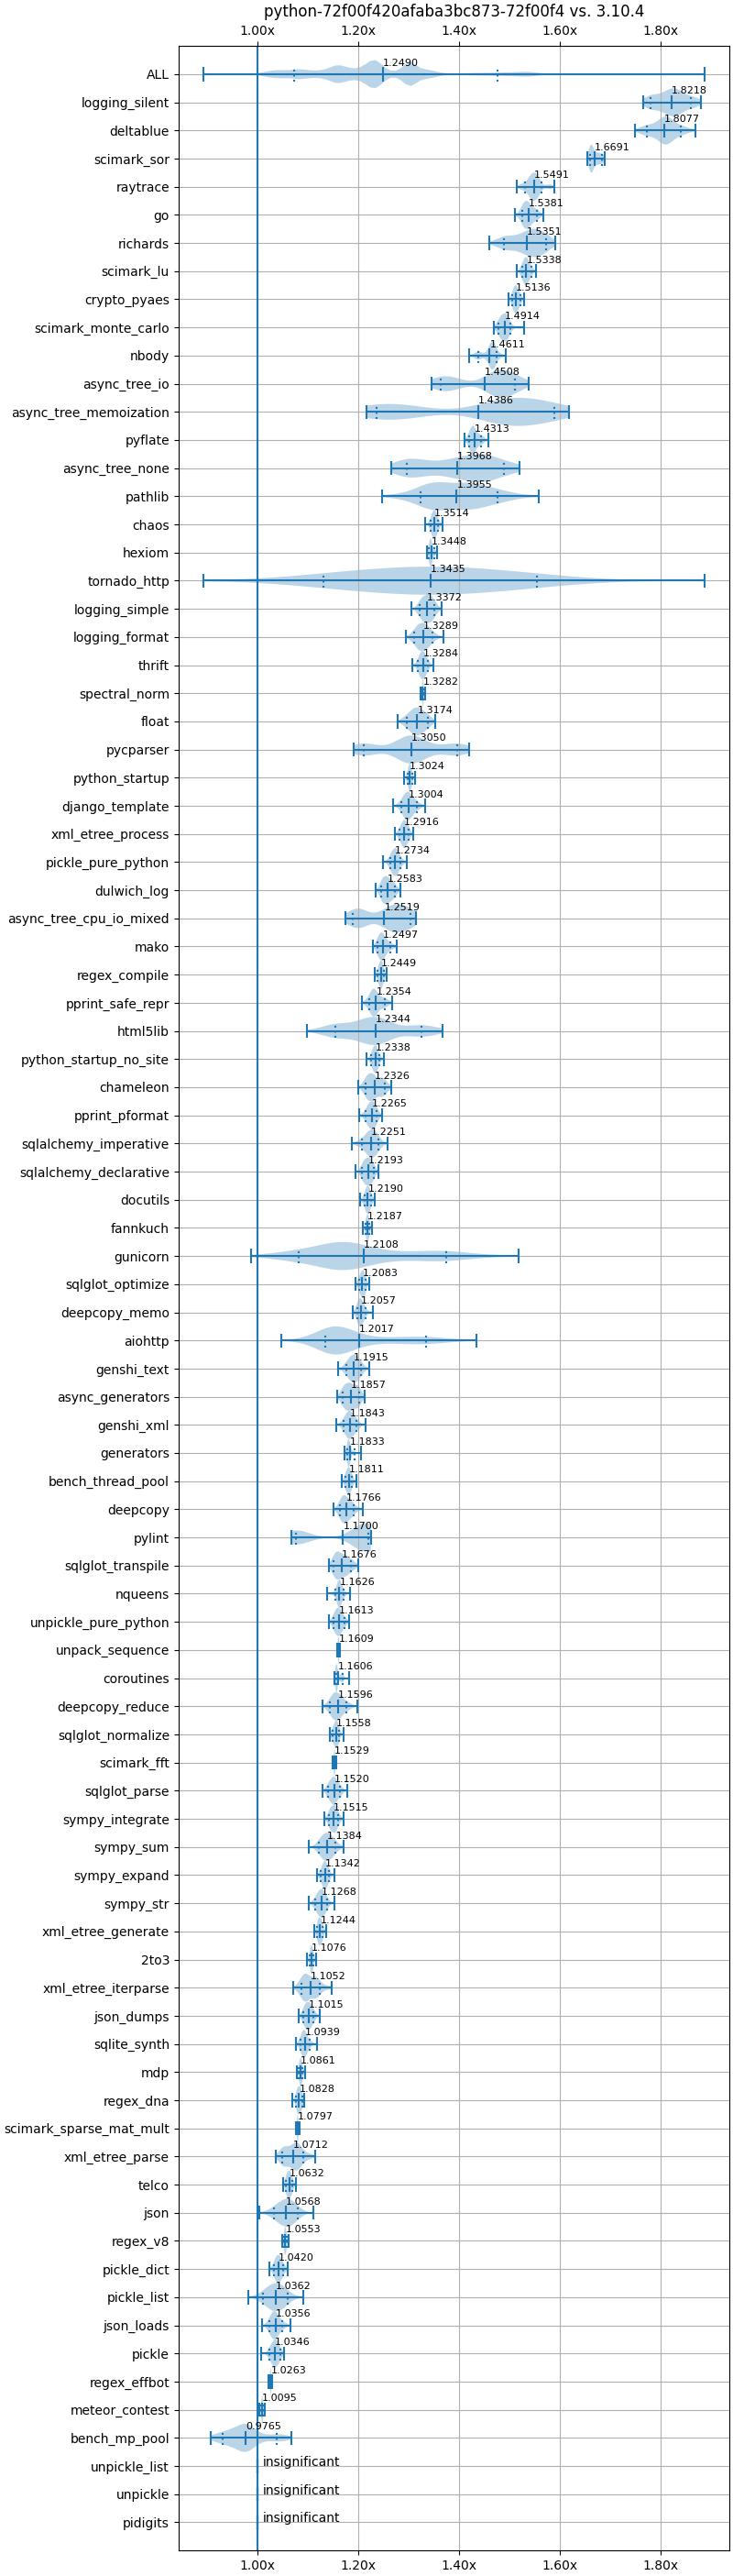 python-72f00f420afaba3bc873-72f00f4 vs. 3.10.4
1.00x 1.20x 1.40x 1.60x 1.80x
ALL 1.2490
logging_silent 1.8218
deltablue 1.8077
scimark_sor 1.6691
raytrace 1.5491
go 1.5381
richards 1.5351
scimark_lu 1.5338
crypto_pyaes 1.5136
scimark_monte_carlo 1.4914
nbody 1.4611
async_tree_io 1.4508
async_tree_memoization 1.4386
pyflate 1.4313
async_tree_none 1.3968
pathlib 1.3955
chaos 1.3514
hexiom 1.3448
tornado_http 1.3435
logging_simple 1.3372
logging_format 1.3289
thrift 1.3284
spectral_norm 1.3282
float 1.3174
pycparser 1.3050
python_startup 1.3024
django_template 1.3004
xml_etree_process 1.2916
pickle_pure_python 1.2734
dulwich_log 1.2583
async_tree_cpu_io_mixed 1.2519
mako 1.2497
regex_compile 1.2449
pprint_safe_repr 1.2354
html5lib 1.2344
python_startup_no_site 1.2338
chameleon 1.2326
pprint_pformat 1.2265
sqlalchemy_imperative 1.2251
sqlalchemy_declarative 1.2193
docutils 1.2190
fannkuch 1.2187
gunicorn 1.2108
sqlglot_optimize 1.2083
deepcopy_memo 1.2057
aiohttp 1.2017
genshi_text 1.1915
async_generators 1.1857
genshi_xml 1.1843
generators 1.1833
bench_thread_pool 1.1811
deepcopy 1.1766
pylint 1.1700
sqlglot_transpile 1.1676
nqueens 1.1626
unpickle_pure_python 1.1613
unpack_sequence 1.1609
coroutines 1.1606
deepcopy_reduce 1.1596
sqlglot_normalize 1.1558
scimark_fft 1.1529
sqlglot_parse 1.1520
sympy_integrate 1.1515
sympy_sum 1.1384
sympy_expand 1.1342
sympy_str 1.1268
xml_etree_generate 1.1244
2to3 1.1076
xml_etree_iterparse 1.1052
json_dumps 1.1015
sqlite_synth 1.0939
mdp 1.0861
regex_dna 1.0828
scimark_sparse_mat_mult 1.0797
xml_etree_parse 1.0712
telco 1.0632
json 1.0568
regex_v8 1.0553
pickle_dict 1.0420
pickle_list 1.0362
json_loads 1.0356
pickle 1.0346
regex_effbot 1.0263
meteor_contest 1.0095
bench_mp_pool 0.9765
unpickle_list insignificant
unpickle insignificant
pidigits insignificant
1.00x 1.20x 1.40x 1.60x 1.80x